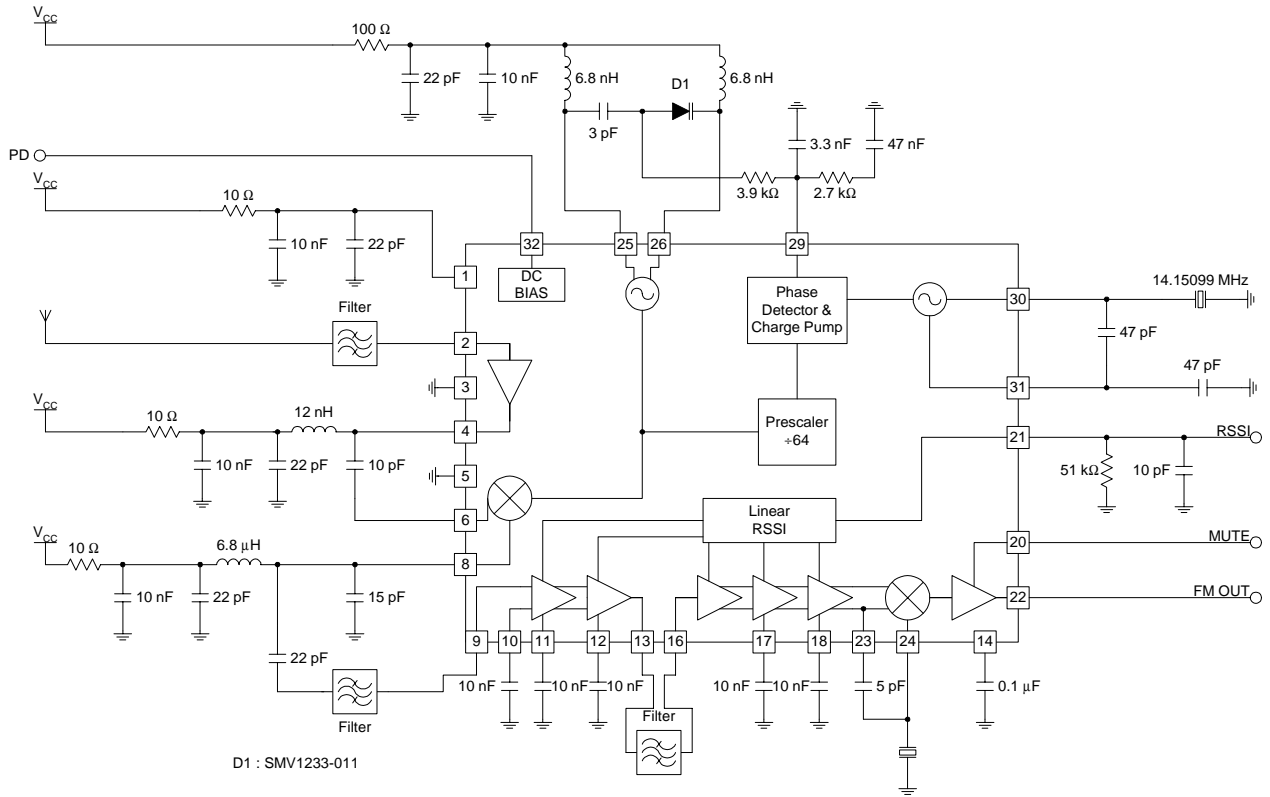 VCC
100 Ω
22 pF
10 nF
6.8 nH
6.8 nH
D1
3 pF
3.3 nF
47 nF
3.9 kΩ
2.7 kΩ
PD
VCC
10 Ω
10 nF
22 pF
32
25
26
29
1
DC
BIAS
Phase
Detector &
Charge Pump
30
14.15099 MHz
47 pF
Filter
2
3
31
47 pF
VCC
10 Ω
12 nH
10 nF
22 pF
10 pF
4
5
6
Prescaler
÷64
21
RSSI
51 kΩ
10 pF
Linear
RSSI
VCC
10 Ω
6.8 µH
10 nF
22 pF
15 pF
8
20
MUTE
22
FM OUT
9
10
11
12
13
16
17
18
23
24
14
22 pF
Filter
10 nF
10 nF
10 nF
Filter
10 nF
10 nF
5 pF
0.1 µF
D1 : SMV1233-011